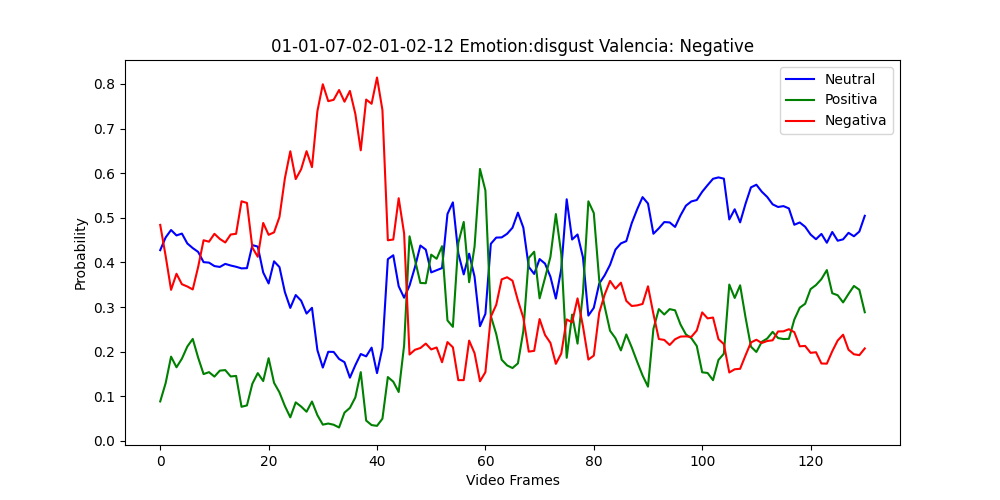 01-01-07-02-01-02-12 Emotion:disgust Valencia: Negative
Neutral
Positiva
Negativa
Probability
0.8
0.7
0.6
0.5
0.4
0.3
0.2
0.1
0.0
0 20 40 60 80 100 120
Video Frames